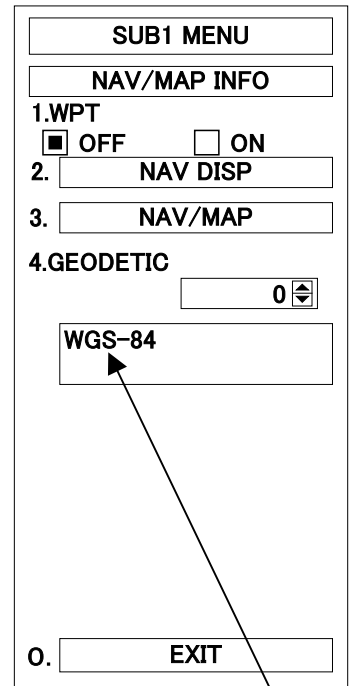 SUB1 MENU
NAV/MAP INFO
1.WPT
OFF ON
2. NAV DISP
3. NAV/MAP
4.GEODETIC
0
WGS-84
0. EXIT